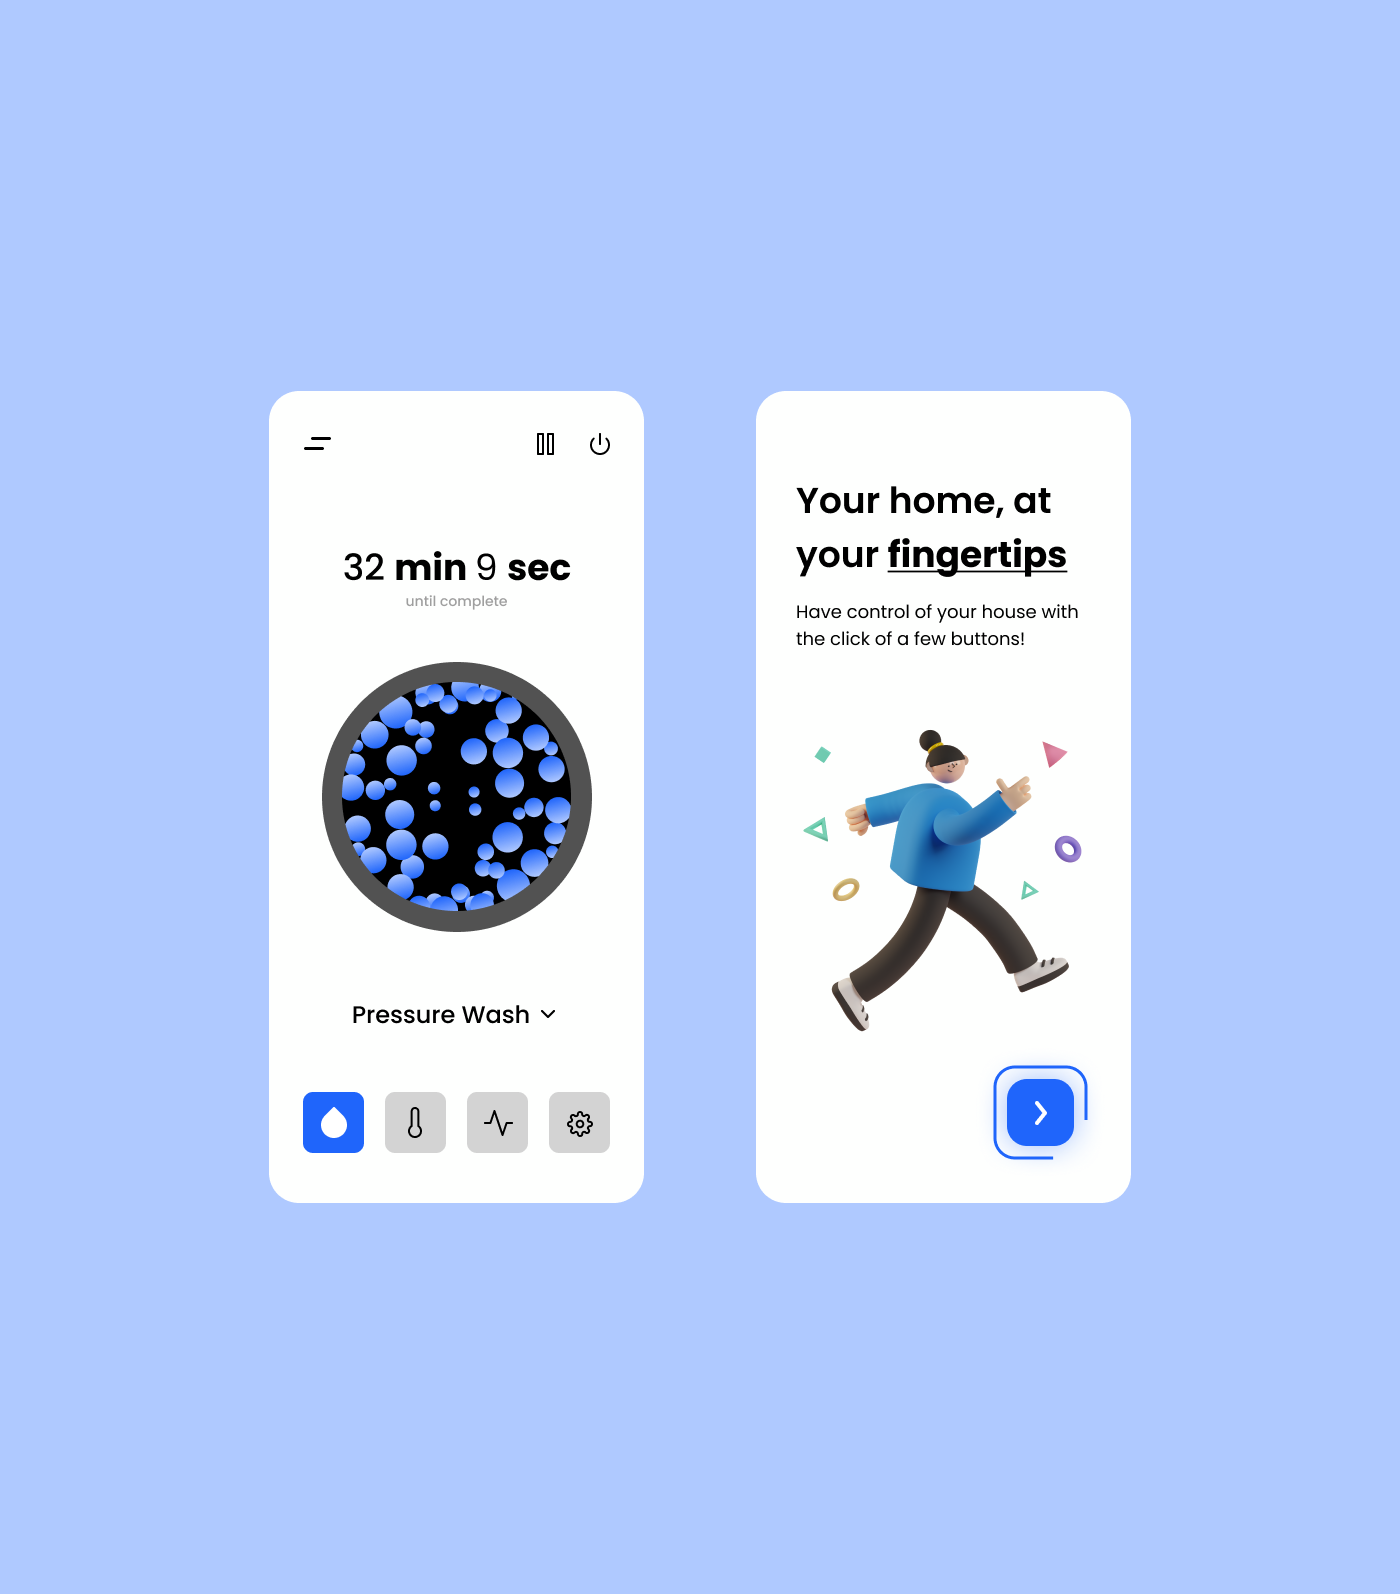 32 min 9 sec
until complete
Pressure Wash
Your home, at
your fingertips
Have control of your house with
the click of a few buttons!